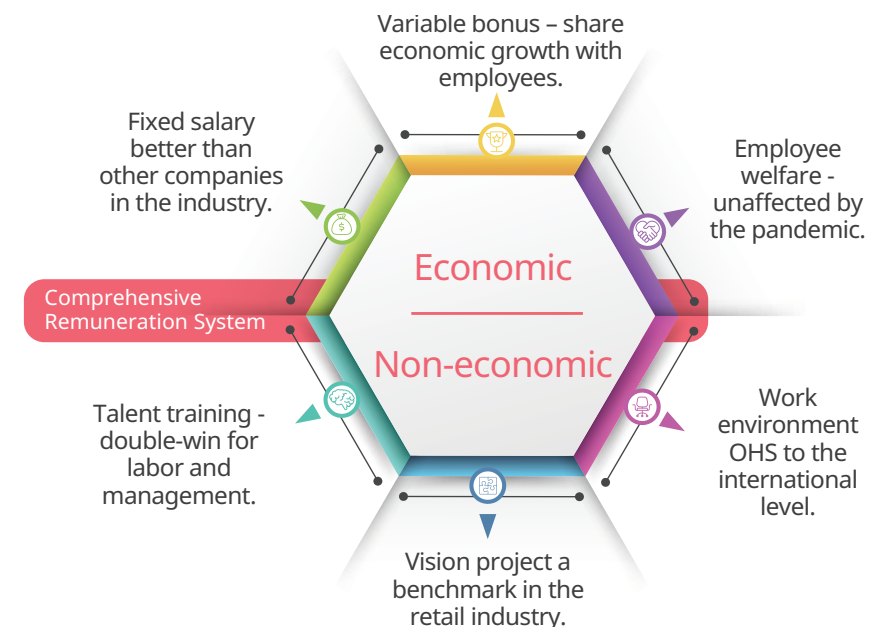 Variable bonus – share
economic growth with
employees.
Fixed salary
better than
other companies
in the industry.
Employee
welfare -
unaffected by
the pandemic.
$
Economic
Comprehensive
Remuneration System
Non-economic
Talent training -
double-win for
labor and
management.
Work
environment
OHS to the
international
level.
Vision project a
benchmark in the
retail industry.